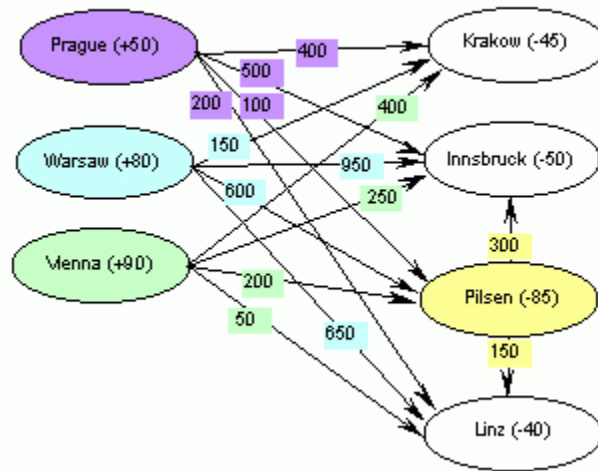 Prague (+50)
400
Krakow (-45)
500
200
100
400
150
Warsaw (+80)
950
Innsbruck (-50)
600
250
300
Vienna (+90)
200
Pilsen (-85)
50
650
150
Linz (-40)